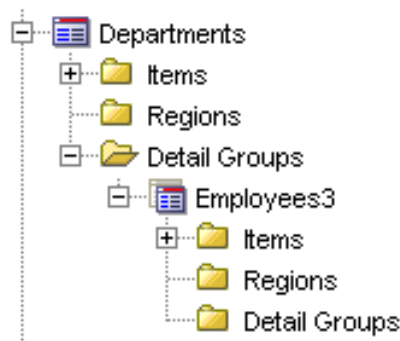 Departments
Items
Regions
Detail Groups
Employees3
Items
Regions
Detail Groups